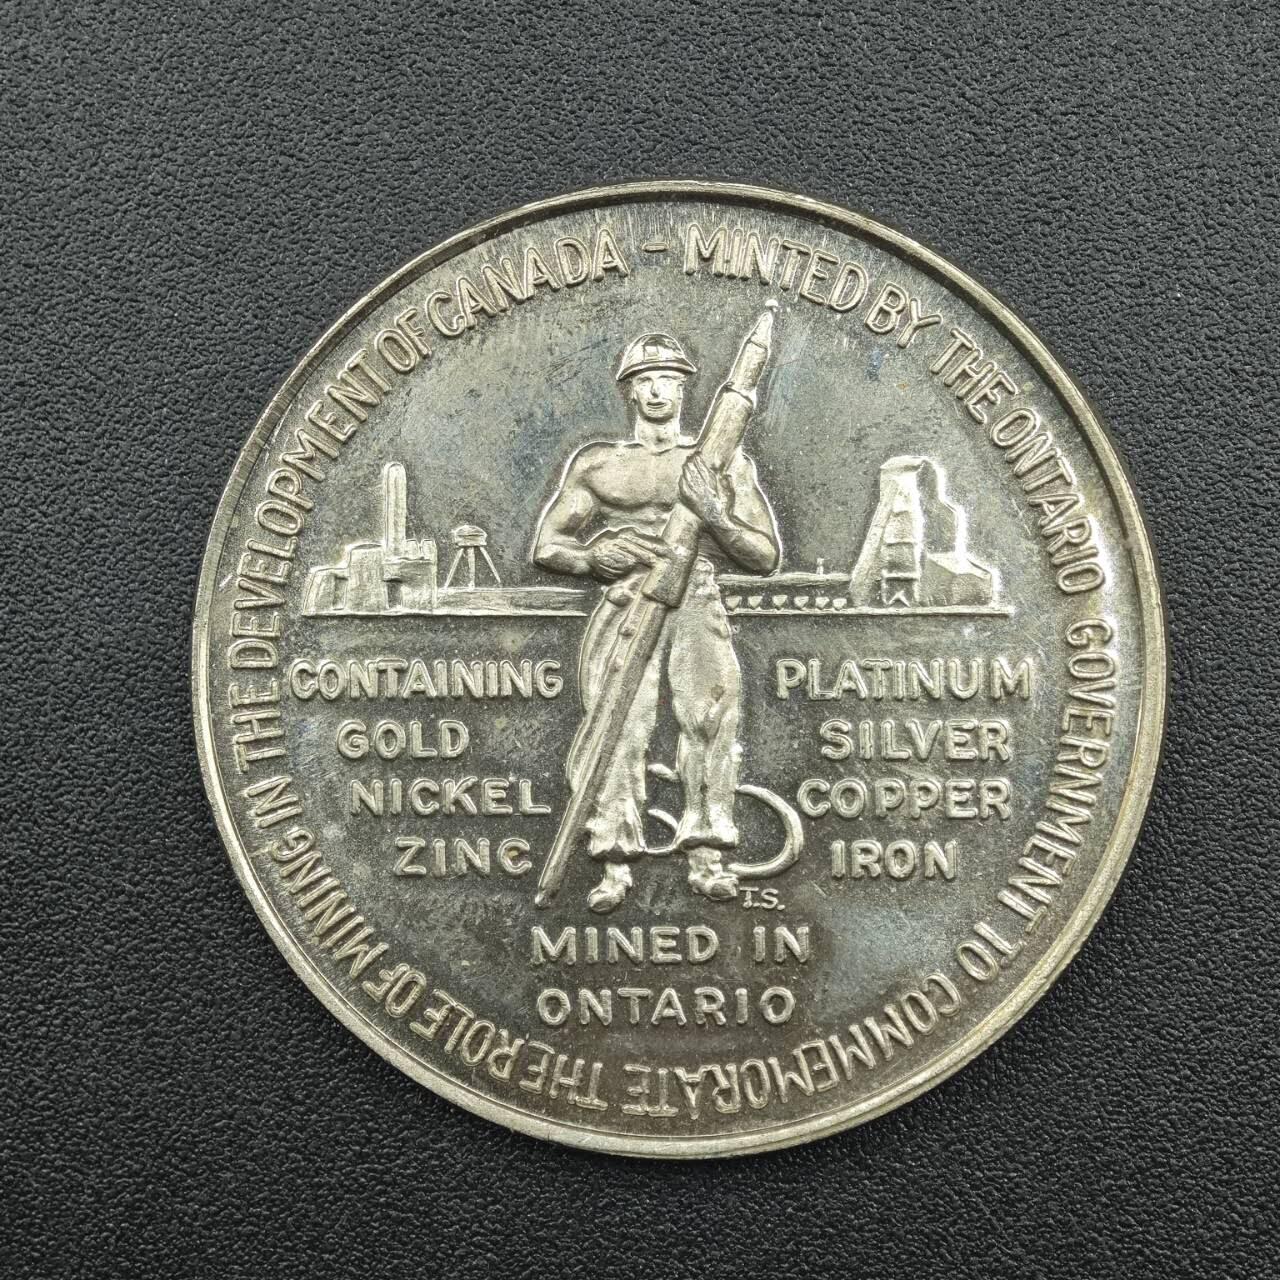 MINTED BY THE ONTARIO GOVERNMENT TO COMMEMORATE THE ROLE OF MINING IN THE DEVELOPMENT OF CANADA -
CONTAINING PLATINUM
GOLD SILVER
NICKEL COPPER
ZINC IRON
T.S.
MINED IN
ONTARIO